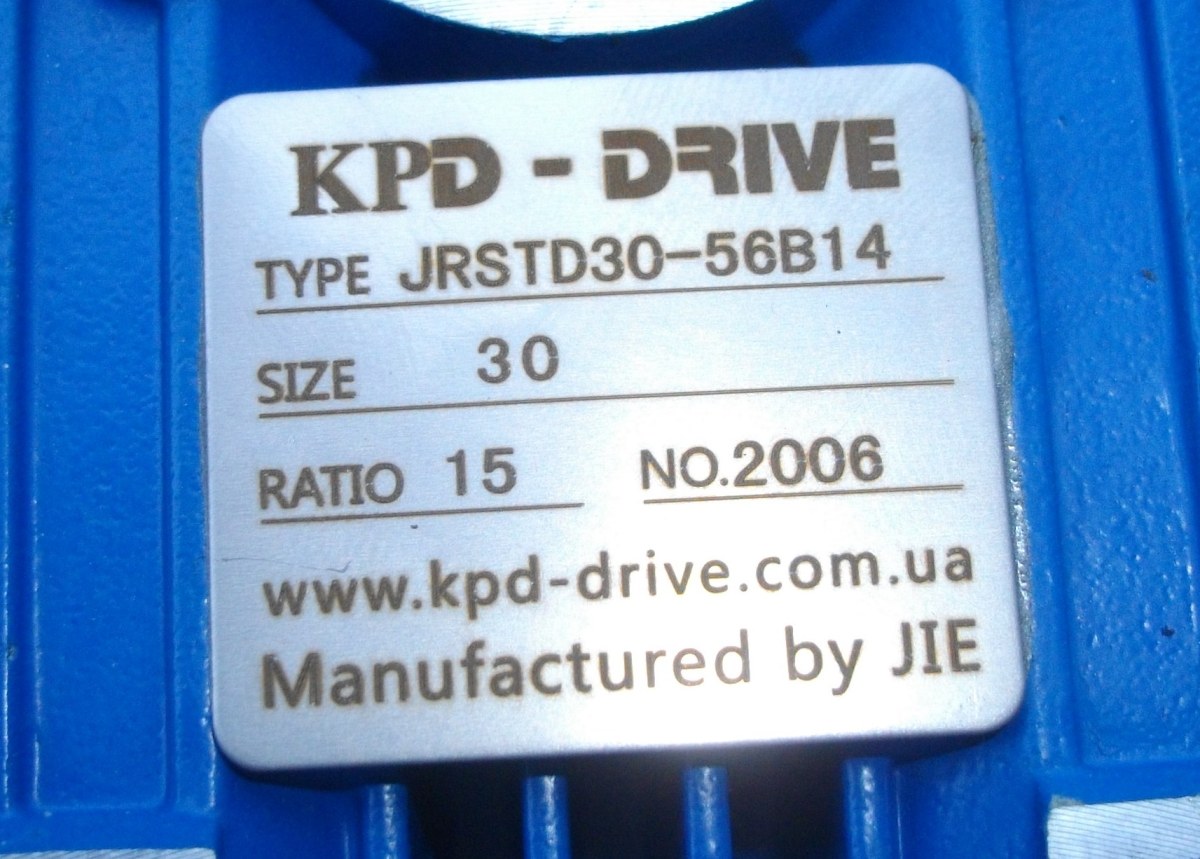 KPD - DRIVE
TYPE JRSTD30-56B14
SIZE 30
RATIO 15 NO.2006
www.kpd-drive.com.ua
Manufactured by JIE